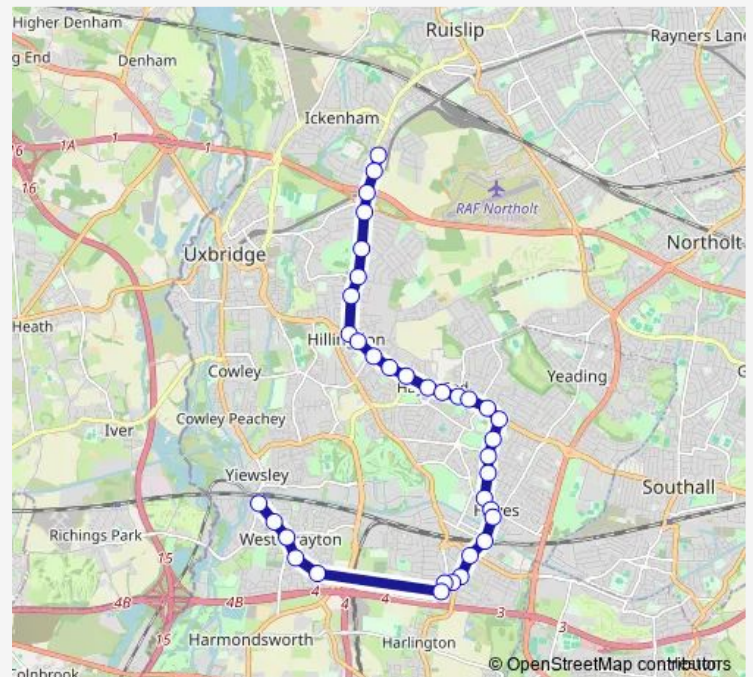 Higher Denham
Ruislip
Rayners Lane
g End
Denham
Ickenham
1A
1
1
16
16
RAF Northolt
Uxbridge
Northolt
Heath
Hillingdon
Cowley
Yeading
Iver
Cowley Peachey
Yiewsley
Southall
Hayes
Richings Park
West Drayton
15
4B
4B
4
4
4
3
3
15
Harmondsworth
Harlington
Colnbrook
© OpenStreetMap contributors